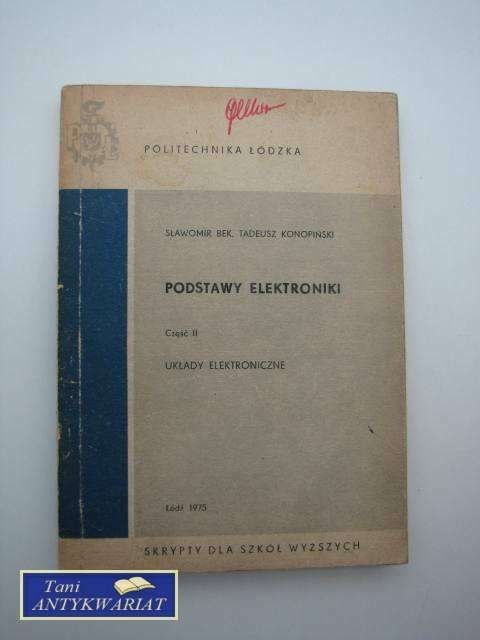 POLITECHNIKA ŁÓDZKA
SŁAWOMIR BEK, TADEUSZ KONOPIŃSKI
PODSTAWY ELEKTRONIKI
Część II
UKŁADY ELEKTRONICZNE
Łódź 1975
SKRYPTY DLA SZKÓŁ WYŻSZYCH
Tani
ANTYKWARIAT